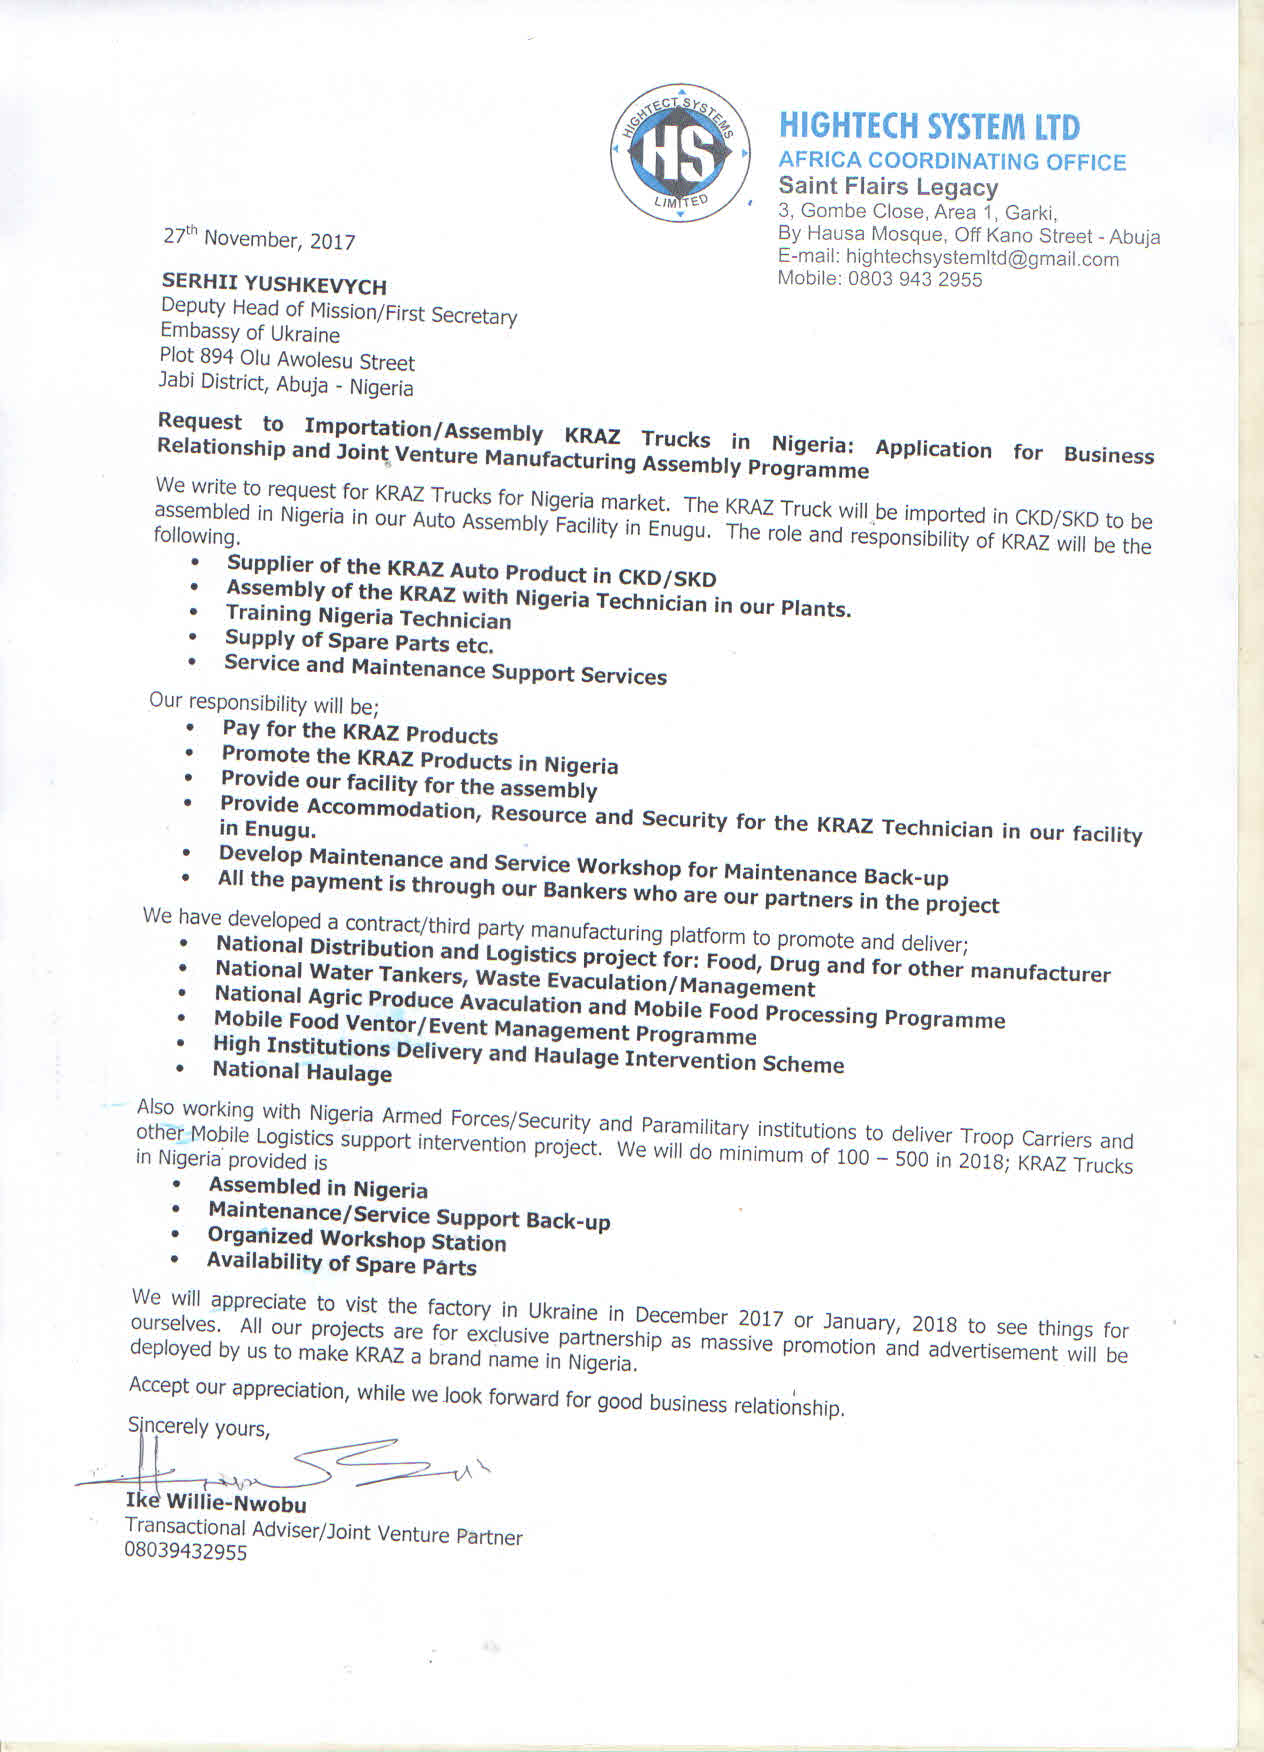 HIGHTECT SYSTEMS
HS
LIMITED
HIGHTECH SYSTEM LTD
AFRICA COORDINATING OFFICE
Saint Flairs Legacy
3, Gombe Close, Area 1, Garki,
By Hausa Mosque, Off Kano Street - Abuja
E-mail: hightechsystemltd@gmail.com
Mobile: 0803 943 2955
27th November, 2017
SERHII YUSHKEVYCH
Deputy Head of Mission/First Secretary
Embassy of Ukraine
Plot 894 Olu Awolesu Street
Jabi District, Abuja - Nigeria
Request to Importation/Assembly KRAZ Trucks in Nigeria: Application for Business
Relationship and Joint Venture Manufacturing Assembly Programme
We write to request for KRAZ Trucks for Nigeria market. The KRAZ Truck will be imported in CKD/SKD to be
assembled in Nigeria in our Auto Assembly Facility in Enugu. The role and responsibility of KRAZ will be the
following.
• Supplier of the KRAZ Auto Product in CKD/SKD
• Assembly of the KRAZ with Nigeria Technician in our Plants.
• Training Nigeria Technician
• Supply of Spare Parts etc.
• Service and Maintenance Support Services
Our responsibility will be;
• Pay for the KRAZ Products
• Promote the KRAZ Products in Nigeria
• Provide our facility for the assembly
• Provide Accommodation, Resource and Security for the KRAZ Technician in our facility
in Enugu.
• Develop Maintenance and Service Workshop for Maintenance Back-up
• All the payment is through our Bankers who are our partners in the project
We have developed a contract/third party manufacturing platform to promote and deliver;
• National Distribution and Logistics project for: Food, Drug and for other manufacturer
• National Water Tankers, Waste Evaculation/Management
• National Agric Produce Avaculation and Mobile Food Processing Programme
• Mobile Food Ventor/Event Management Programme
• High Institutions Delivery and Haulage Intervention Scheme
• National Haulage
Also working with Nigeria Armed Forces/Security and Paramilitary institutions to deliver Troop Carriers and
other Mobile Logistics support intervention project. We will do minimum of 100 – 500 in 2018; KRAZ Trucks
in Nigeria provided is
• Assembled in Nigeria
• Maintenance/Service Support Back-up
• Organized Workshop Station
• Availability of Spare Parts
We will appreciate to vist the factory in Ukraine in December 2017 or January, 2018 to see things for
ourselves. All our projects are for exclusive partnership as massive promotion and advertisement will be
deployed by us to make KRAZ a brand name in Nigeria.
Accept our appreciation, while we look forward for good business relationship.
Sincerely yours,
Ike Willie-Nwobu
Transactional Adviser/Joint Venture Partner
08039432955